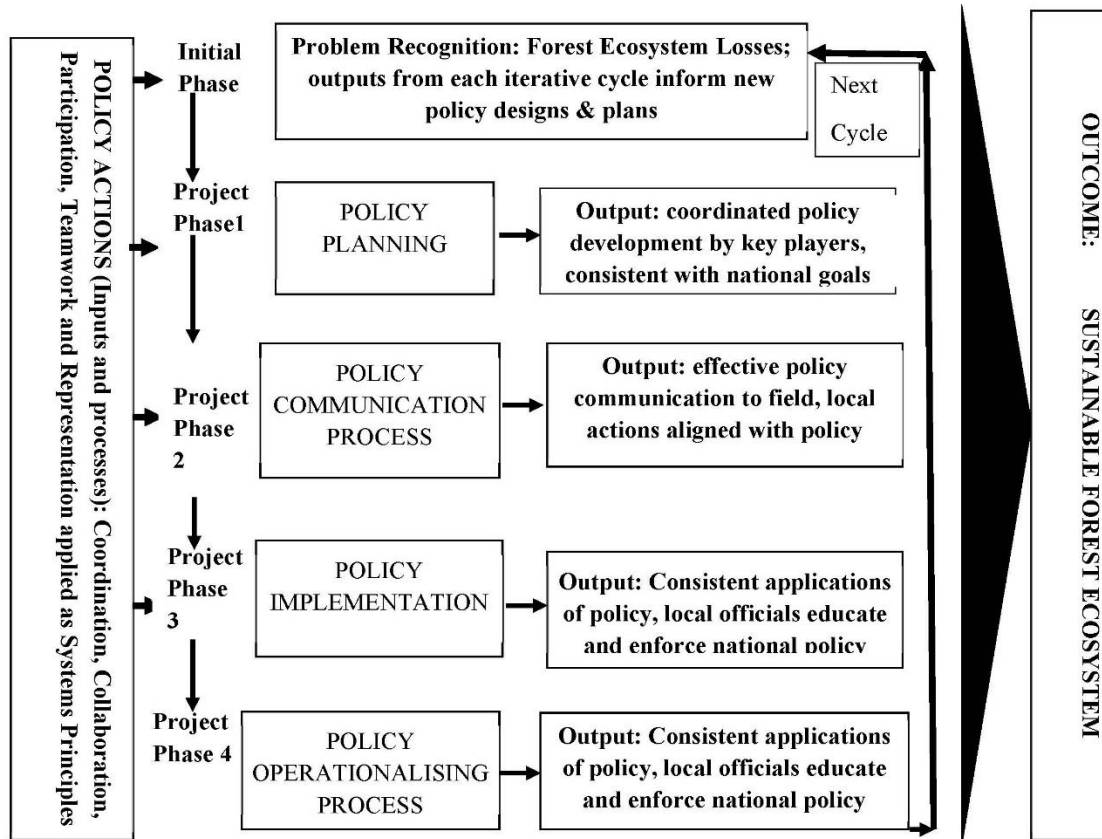 POLICY ACTIONS (Inputs and processes): Coordination, Collaboration,
Participation, Teamwork and Representation applied as Systems Principles
Initial
Phase
Problem Recognition: Forest Ecosystem Losses;
outputs from each iterative cycle inform new
policy designs & plans
Next
Cycle
Project
Phase1
POLICY
PLANNING
Output: coordinated policy
development by key players,
consistent with national goals
Project
Phase
2
POLICY
COMMUNICATION
PROCESS
Output: effective policy
communication to field, local
actions aligned with policy
Project
Phase
3
POLICY
IMPLEMENTATION
Output: Consistent applications
of policy, local officials educate
and enforce national policy
Project
Phase 4
POLICY
OPERATIONALISING
PROCESS
Output: Consistent applications
of policy, local officials educate
and enforce national policy
OUTCOME: SUSTAINABLE FOREST ECOSYSTEM